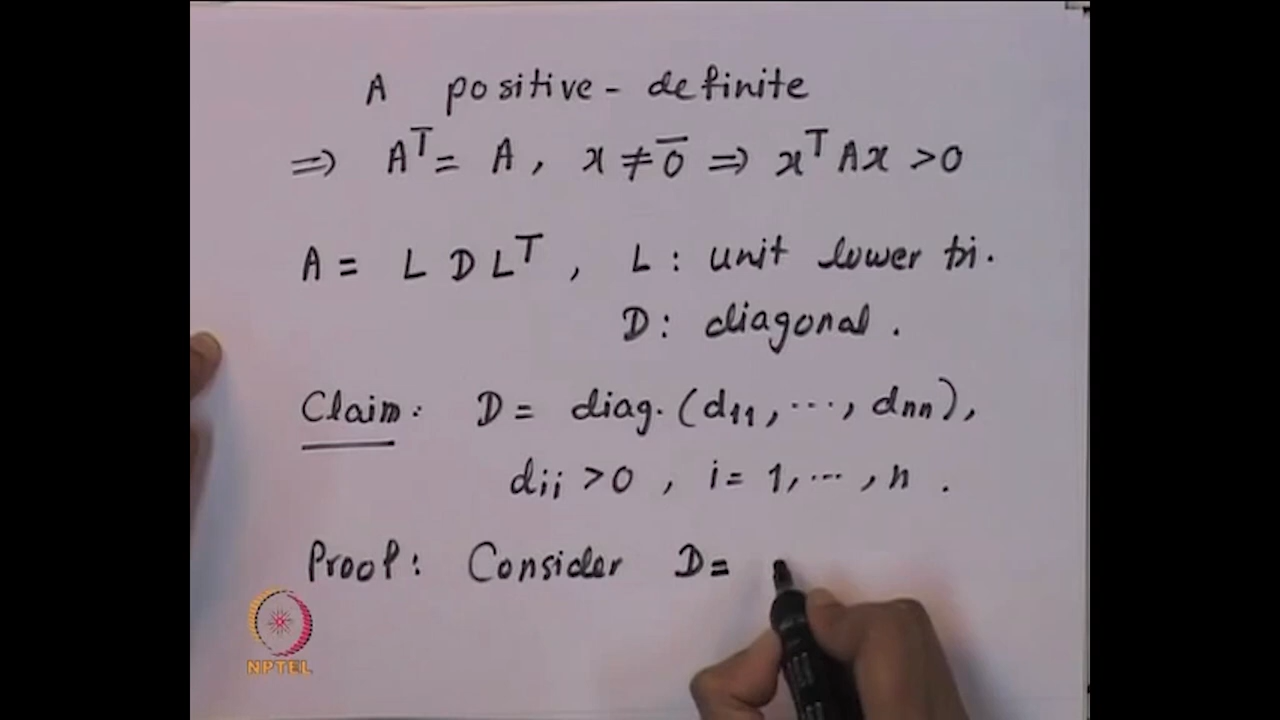 A positive-definite
⇒ Aᵀ = A, x ≠ 0̄ ⇒ xᵀAx > 0
A = L D Lᵀ, L: unit lower tri.
D: diagonal.
Claim: D = diag. (d₁₁, ..., dₙₙ),
dᵢᵢ > 0, i = 1, ..., n.
Proof: Consider D =
NPTEL